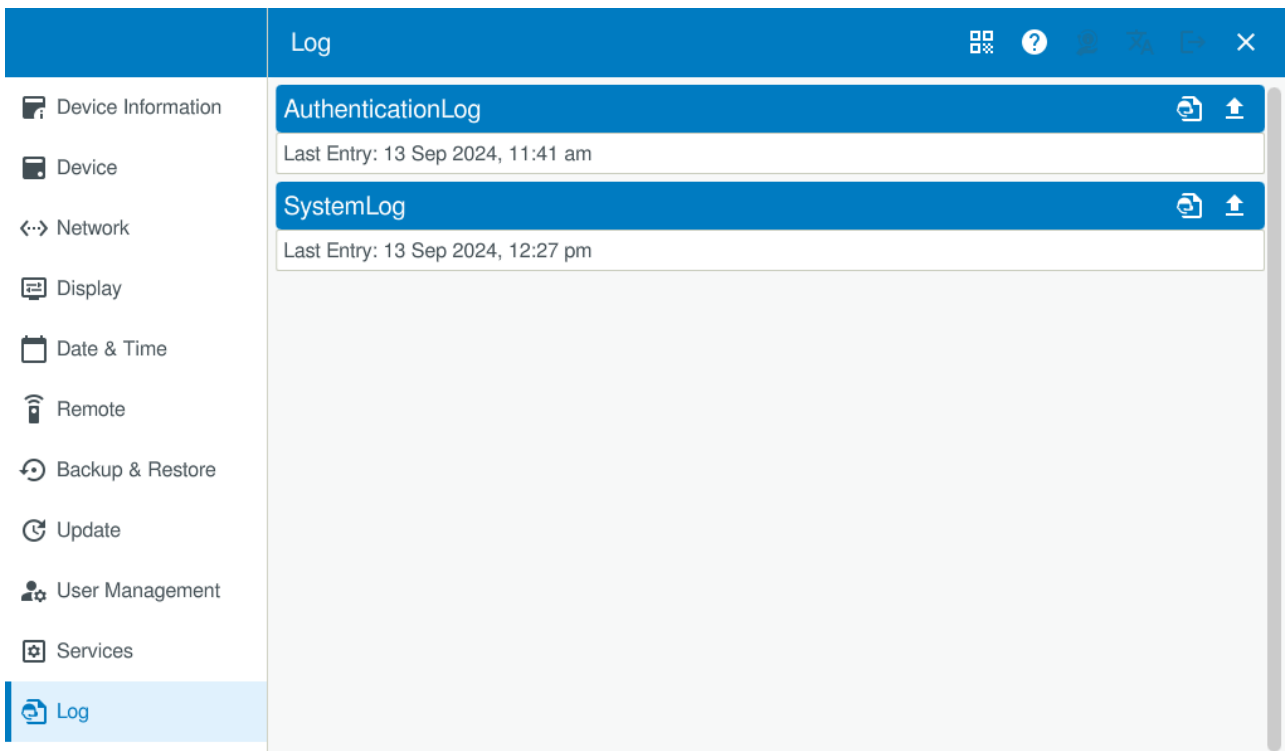 Log
Device Information
Device
Network
Display
Date & Time
Remote
Backup & Restore
Update
User Management
Services
Log
AuthenticationLog
Last Entry: 13 Sep 2024, 11:41 am
SystemLog
Last Entry: 13 Sep 2024, 12:27 pm